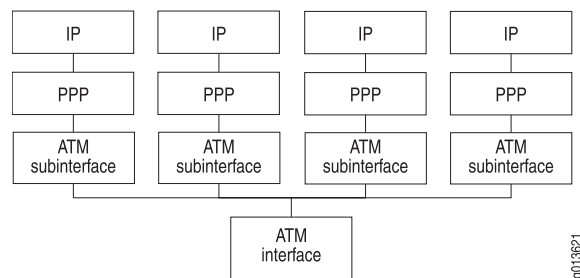 IP
IP
IP
IP
PPP
PPP
PPP
PPP
ATM
subinterface
ATM
subinterface
ATM
subinterface
ATM
subinterface
ATM
interface
g013621